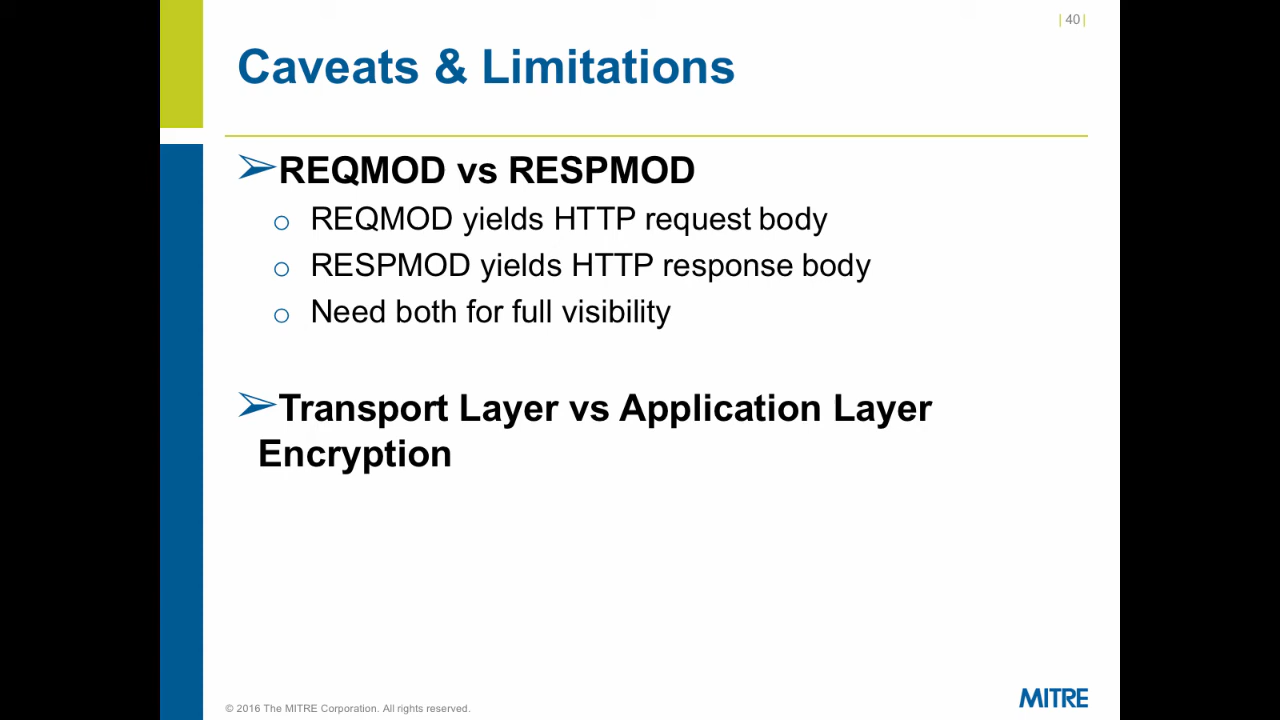 | 40 |
Caveats & Limitations
➢REQMOD vs RESPMOD
o REQMOD yields HTTP request body
o RESPMOD yields HTTP response body
o Need both for full visibility
➢Transport Layer vs Application Layer
Encryption
© 2016 The MITRE Corporation. All rights reserved.
MITRE